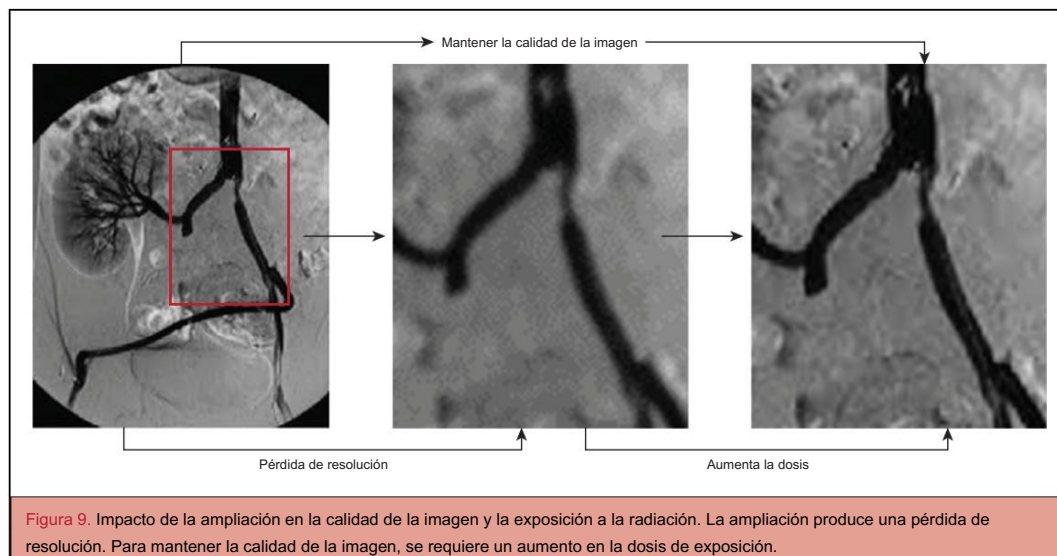 Mantener la calidad de la imagen
Pérdida de resolución
Aumenta la dosis
Figura 9. Impacto de la ampliación en la calidad de la imagen y la exposición a la radiación. La ampliación produce una pérdida de
resolución. Para mantener la calidad de la imagen, se requiere un aumento en la dosis de exposición.